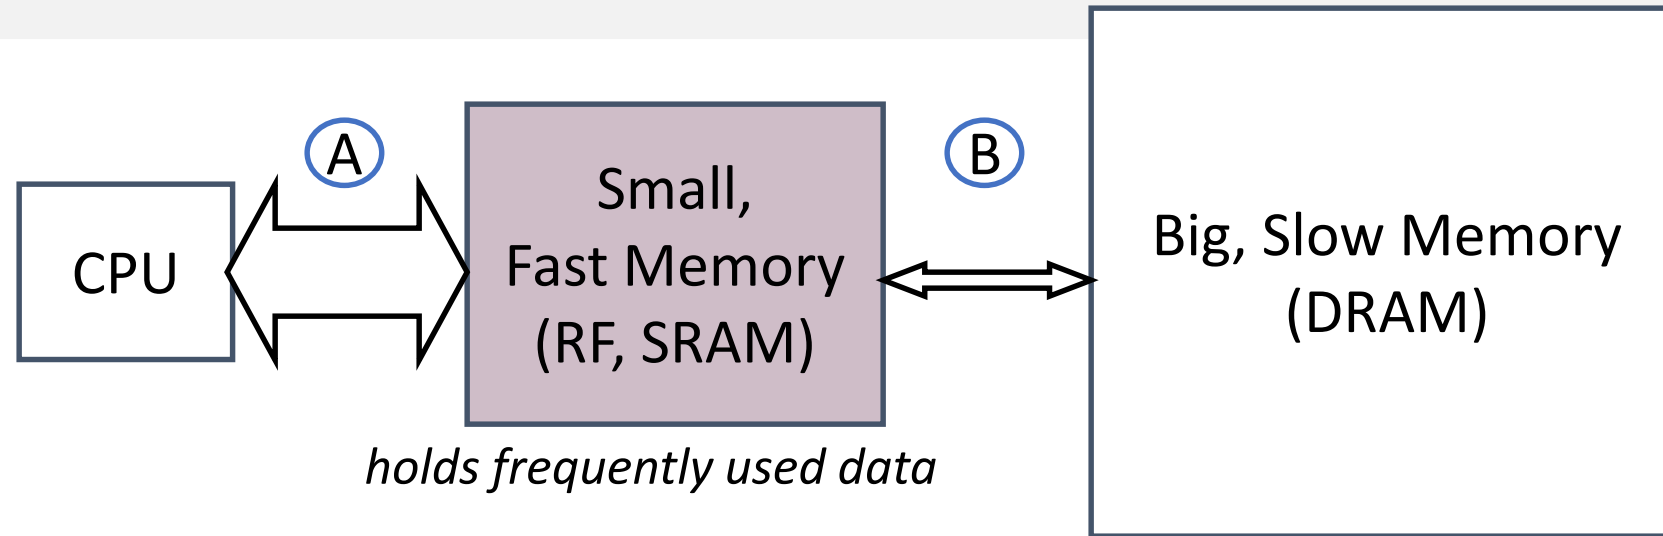 A
B
CPU
Small,
Fast Memory
(RF, SRAM)
Big, Slow Memory
(DRAM)
holds frequently used data